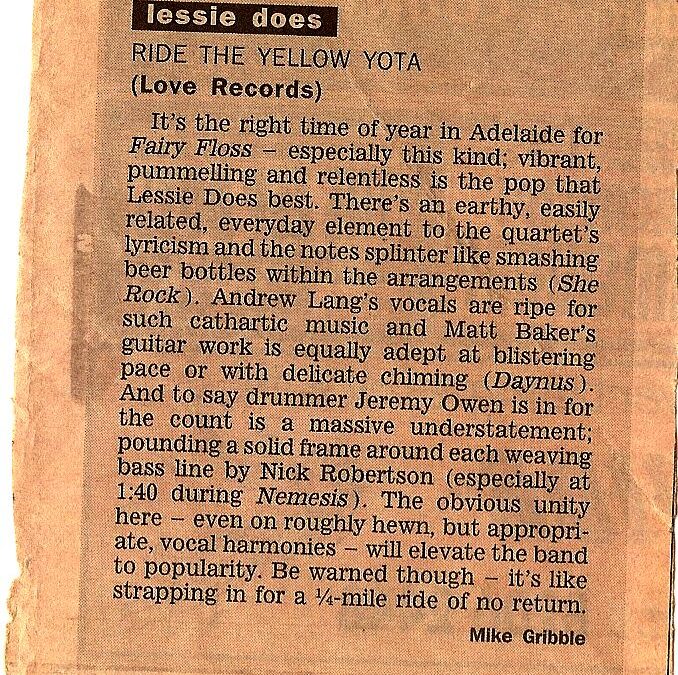 lessie does
RIDE THE YELLOW YOTA
(Love Records)
It's the right time of year in Adelaide for
Fairy Floss – especially this kind; vibrant,
pummelling and relentless is the pop that
Lessie Does best. There's an earthy, easily
related, everyday element to the quartet's
lyricism and the notes splinter like smashing
beer bottles within the arrangements (She
Rock). Andrew Lang's vocals are ripe for
such cathartic music and Matt Baker's
guitar work is equally adept at blistering
pace or with delicate chiming (Daynus).
And to say drummer Jeremy Owen is in for
the count is a massive understatement;
pounding a solid frame around each weaving
bass line by Nick Robertson (especially at
1:40 during Nemesis). The obvious unity
here – even on roughly hewn, but appropri-
ate, vocal harmonies – will elevate the band
to popularity. Be warned though – it's like
strapping in for a ¼-mile ride of no return.
Mike Gribble